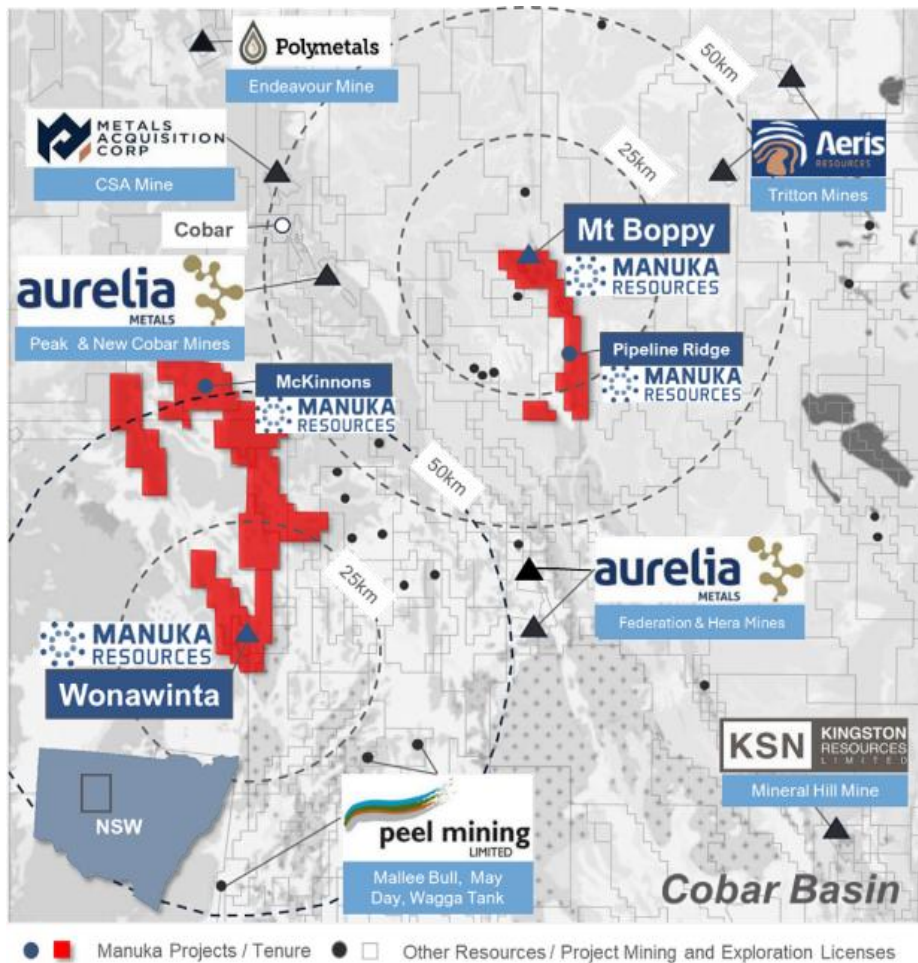 Polymetals
Endeavour Mine
50km
METALS
ACQUISITION
CORP
CSA Mine
25km
Aeris
RESOURCES
Tritton Mines
Cobar
Mt Boppy
MANUKA
RESOURCES
aurelia
METALS
Peak & New Cobar Mines
Pipeline Ridge
MANUKA
RESOURCES
McKinnons
MANUKA
RESOURCES
50km
25km
aurelia
METALS
Federation & Hera Mines
MANUKA
RESOURCES
Wonawinta
KSN
KINGSTON
RESOURCES
LIMITED
Mineral Hill Mine
NSW
peel mining
LIMITED
Mallee Bull, May
Day, Wagga Tank
Cobar Basin
Manuka Projects / Tenure
Other Resources / Project Mining and Exploration Licenses